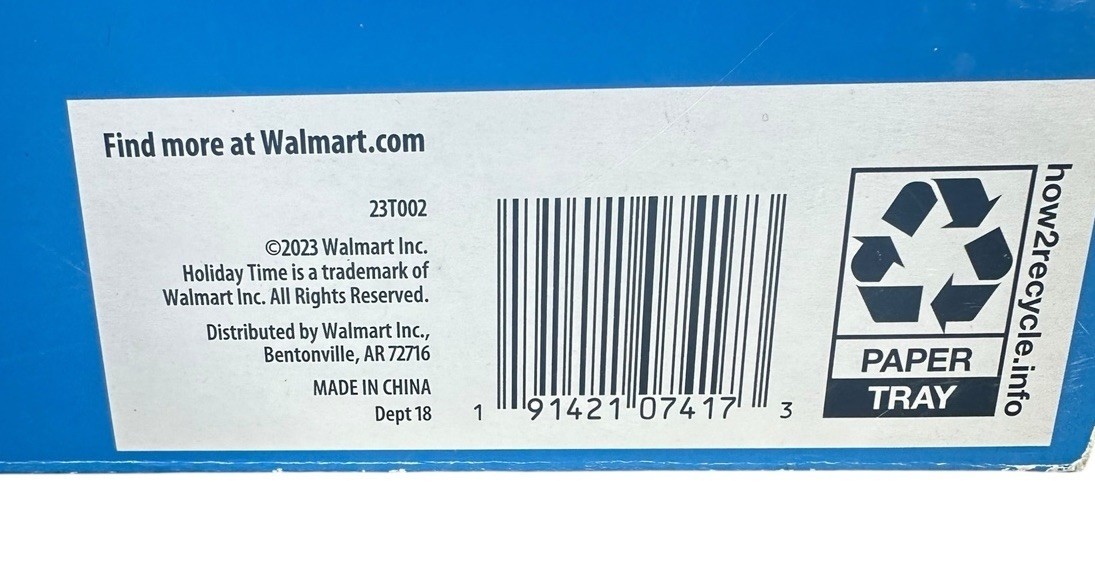 Find more at Walmart.com
23T002
©2023 Walmart Inc.
Holiday Time is a trademark of
Walmart Inc. All Rights Reserved.
Distributed by Walmart Inc.,
Bentonville, AR 72716
MADE IN CHINA
Dept 18
1 91421 07417 3
PAPER
TRAY
how2recycle.info